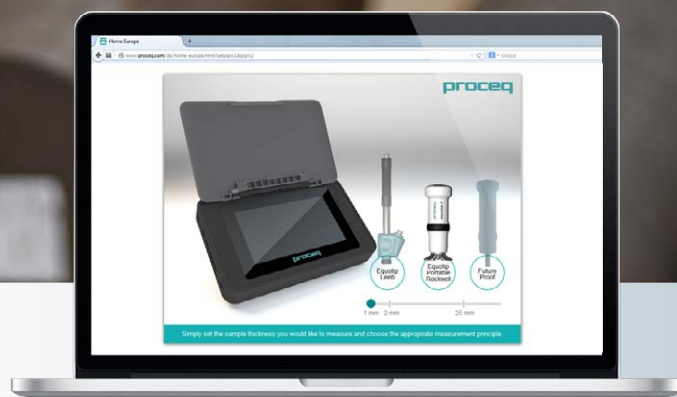 Home Europe
proceq
proceq
Equotip
Leeb
Equotip
Portable
Rockwell
Future
Proof
1 mm 2 mm 25 mm
Simply set the sample thickness you would like to measure and choose the appropriate measurement principle.